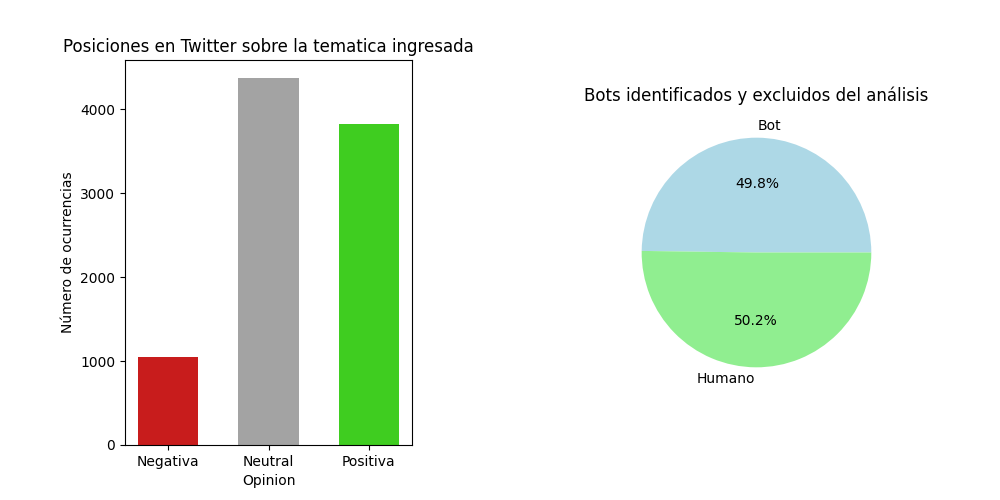 Posiciones en Twitter sobre la tematica ingresada
Número de ocurrencias
4000
3000
2000
1000
0
Negativa
Neutral
Positiva
Opinion
Bots identificados y excluidos del análisis
Bot
49.8%
50.2%
Humano